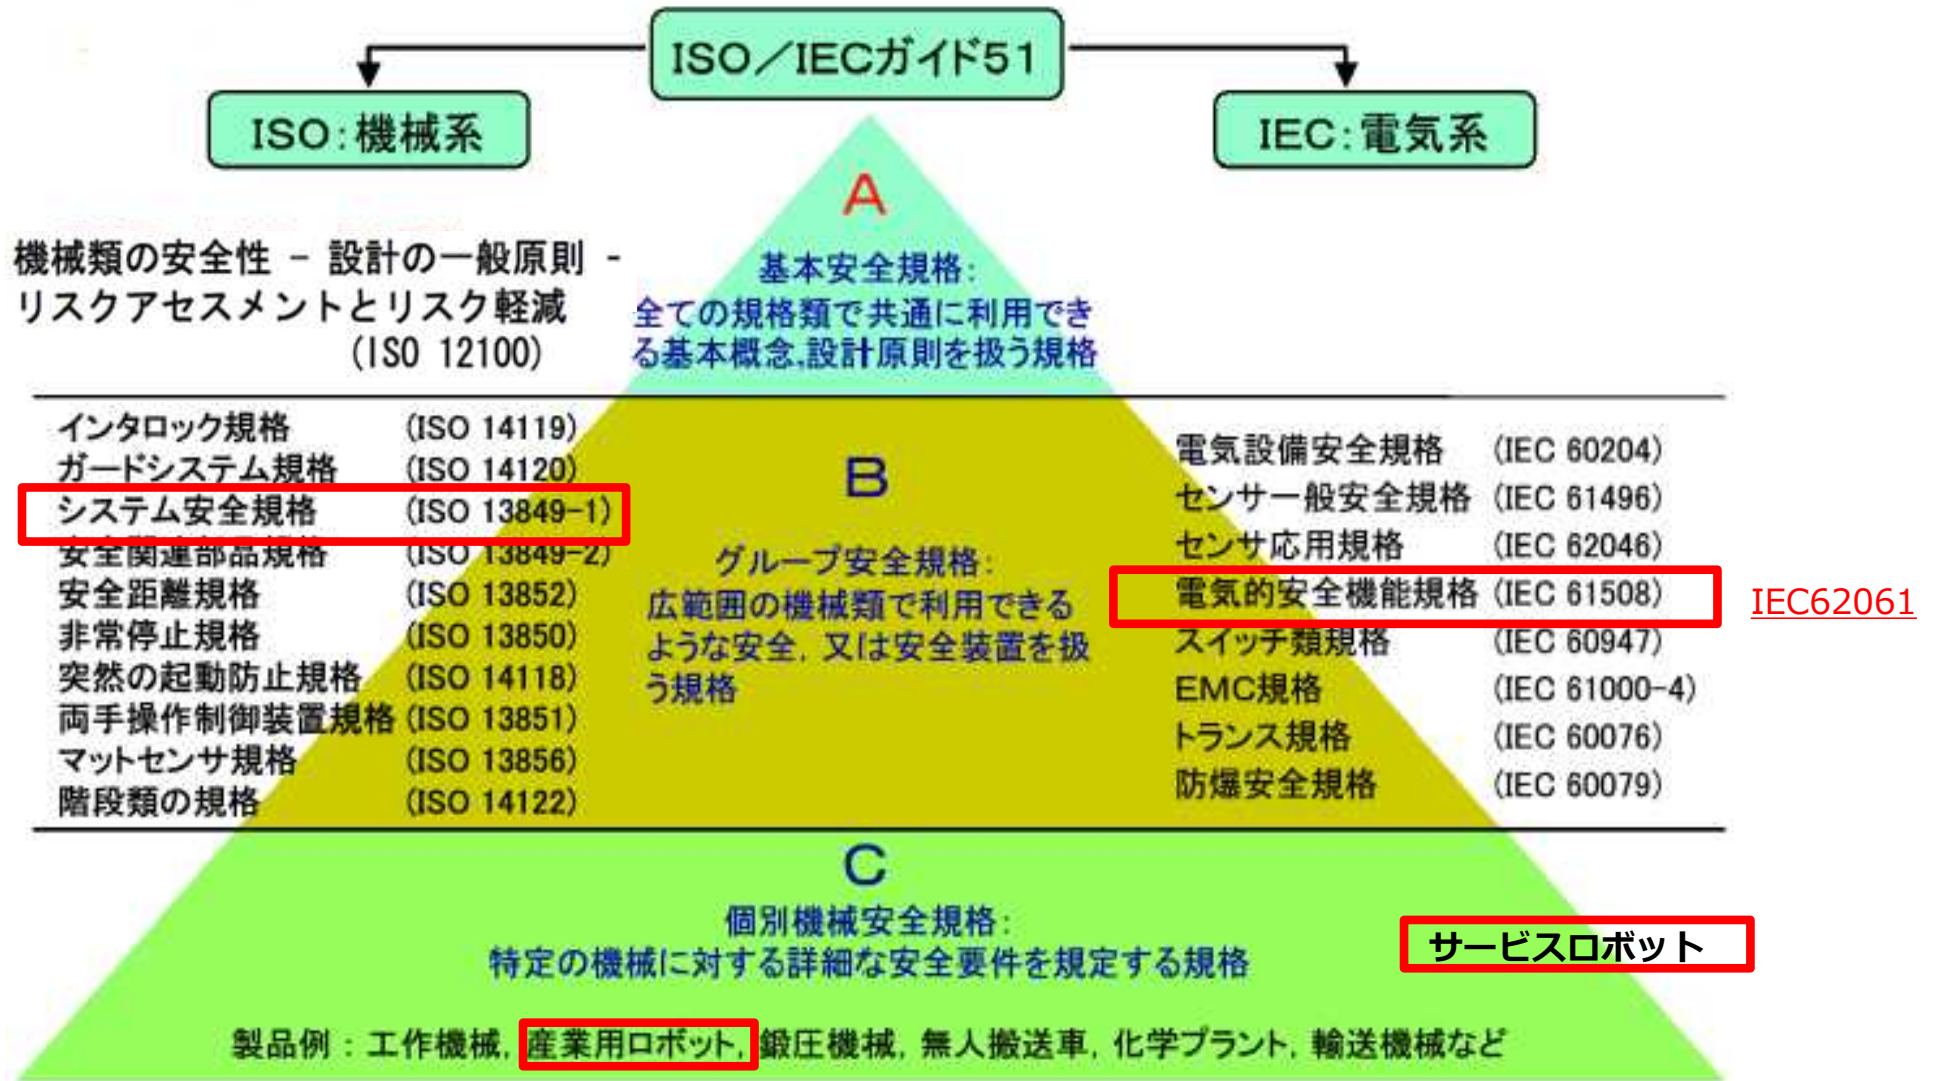 ISO／IECガイド51
ISO：機械系
IEC：電気系
機械類の安全性 － 設計の一般原則 -
リスクアセスメントとリスク軽減
(ISO 12100)
A
基本安全規格：
全ての規格類で共通に利用でき
る基本概念,設計原則を扱う規格
インタロック規格 (ISO 14119)
ガードシステム規格 (ISO 14120)
システム安全規格 (ISO 13849-1)
安全関連部品規格 (ISO 13849-2)
安全距離規格 (ISO 13852)
非常停止規格 (ISO 13850)
突然の起動防止規格 (ISO 14118)
両手操作制御装置規格 (ISO 13851)
マットセンサ規格 (ISO 13856)
階段類の規格 (ISO 14122)
B
グループ安全規格：
広範囲の機械類で利用できる
ような安全, 又は安全装置を扱
う規格
電気設備安全規格 (IEC 60204)
センサ一般安全規格 (IEC 61496)
センサ応用規格 (IEC 62046)
電気的安全機能規格 (IEC 61508)
スイッチ類規格 (IEC 60947)
EMC規格 (IEC 61000-4)
トランス規格 (IEC 60076)
防爆安全規格 (IEC 60079)
IEC62061
C
個別機械安全規格：
特定の機械に対する詳細な安全要件を規定する規格
サービスロボット
製品例：工作機械, 産業用ロボット, 鍛圧機械, 無人搬送車, 化学プラント, 輸送機械など